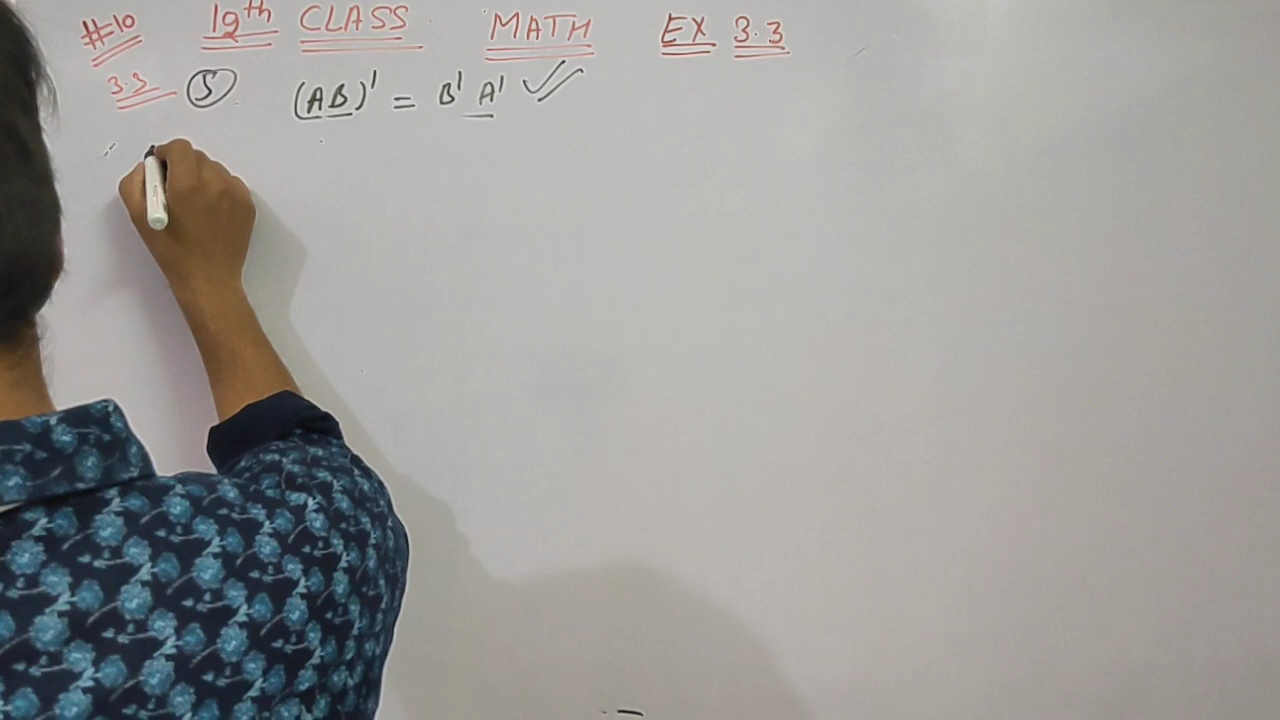 #10 12th CLASS MATH EX 3.3
3.3 (5) (AB)' = B' A'